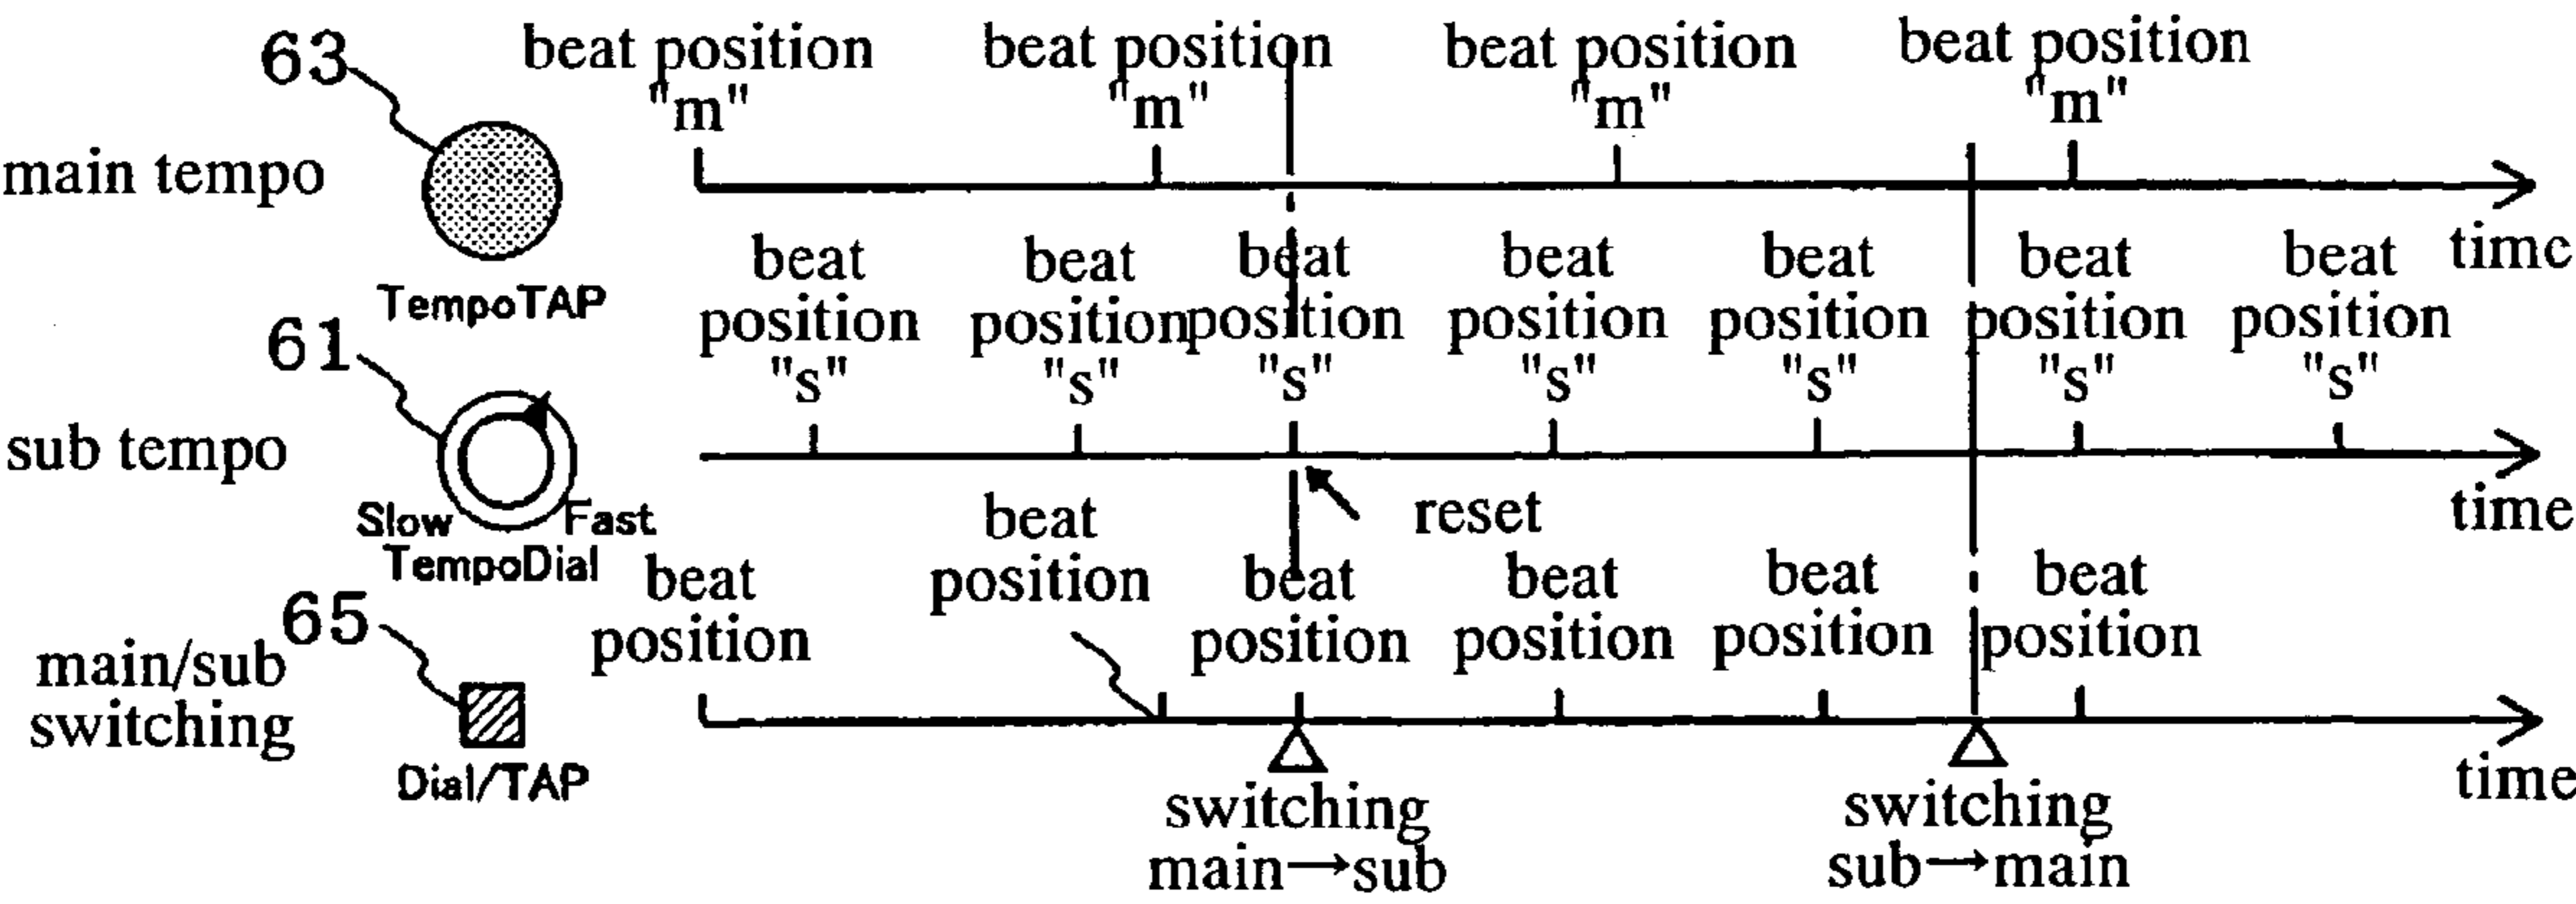 63
beat position beat position beat position beat position
"m" "m" "m" "m"
main tempo
TempoTAP
time
beat beat beat beat beat beat beat
position position position position position position position
"s" "s" "s" "s" "s" "s" "s"
61
sub tempo
Slow Fast
TempoDial
reset
time
beat
position
65
beat beat beat beat beat
position position position position position
main/sub
switching
Dial/TAP
time
switching
main→sub
switching
sub→main